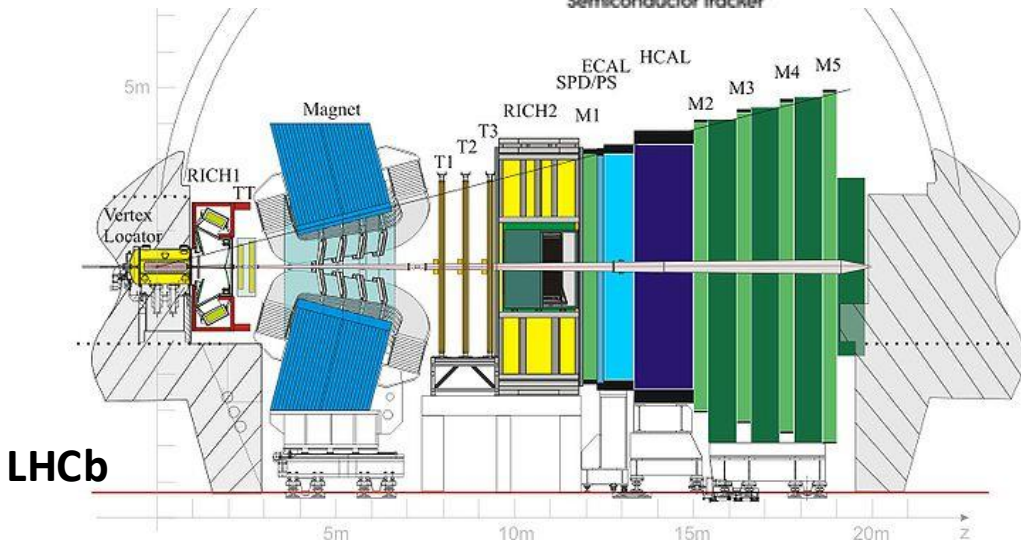 Semiconductor Tracker
5m
Magnet
RICH1
TT
Vertex
Locator
T1
T2
T3
RICH2
M1
SPD/PS
ECAL
HCAL
M2
M3
M4
M5
LHCb
5m
10m
15m
20m
z